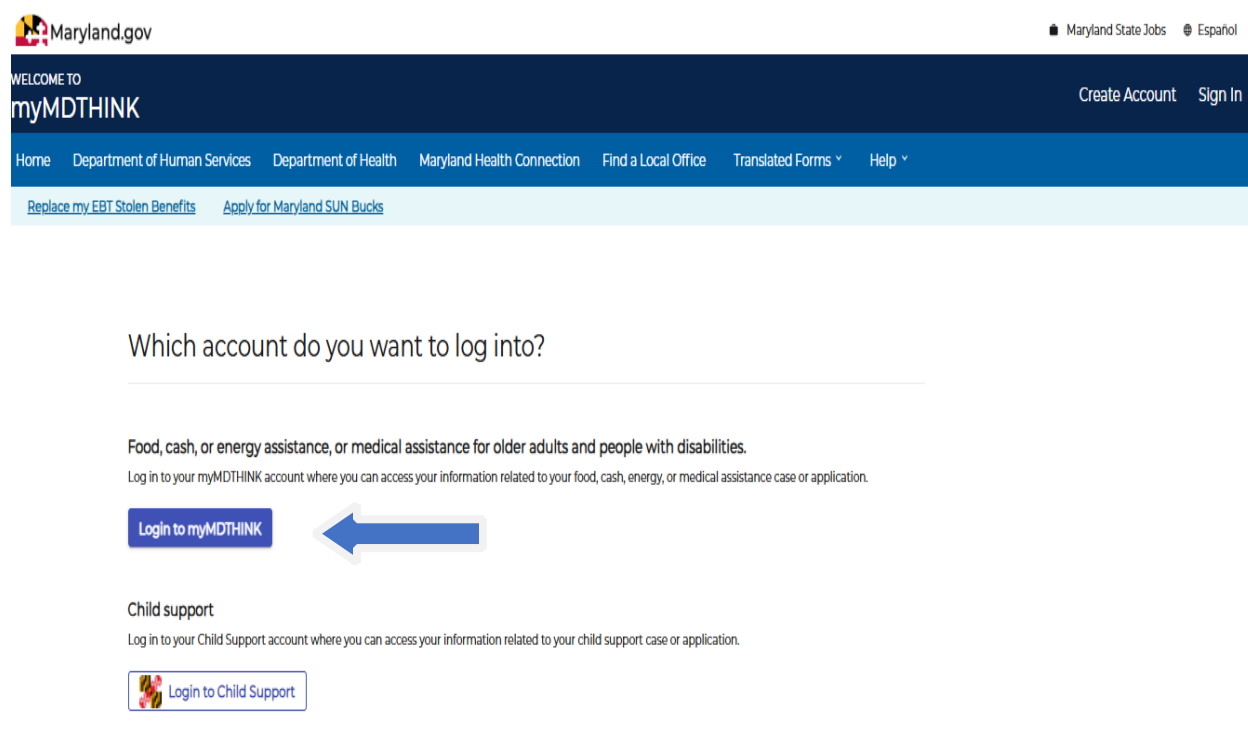 Maryland.gov
Maryland State Jobs Español
WELCOME TO
myMDTHINK
Create Account Sign In
Home Department of Human Services Department of Health Maryland Health Connection Find a Local Office Translated Forms Help
Replace my EBT Stolen Benefits Apply for Maryland SUN Bucks
Which account do you want to log into?
Food, cash, or energy assistance, or medical assistance for older adults and people with disabilities.
Log in to your myMDTHINK account where you can access your information related to your food, cash, energy, or medical assistance case or application.
Login to myMDTHINK
Child support
Log in to your Child Support account where you can access your information related to your child support case or application.
Login to Child Support